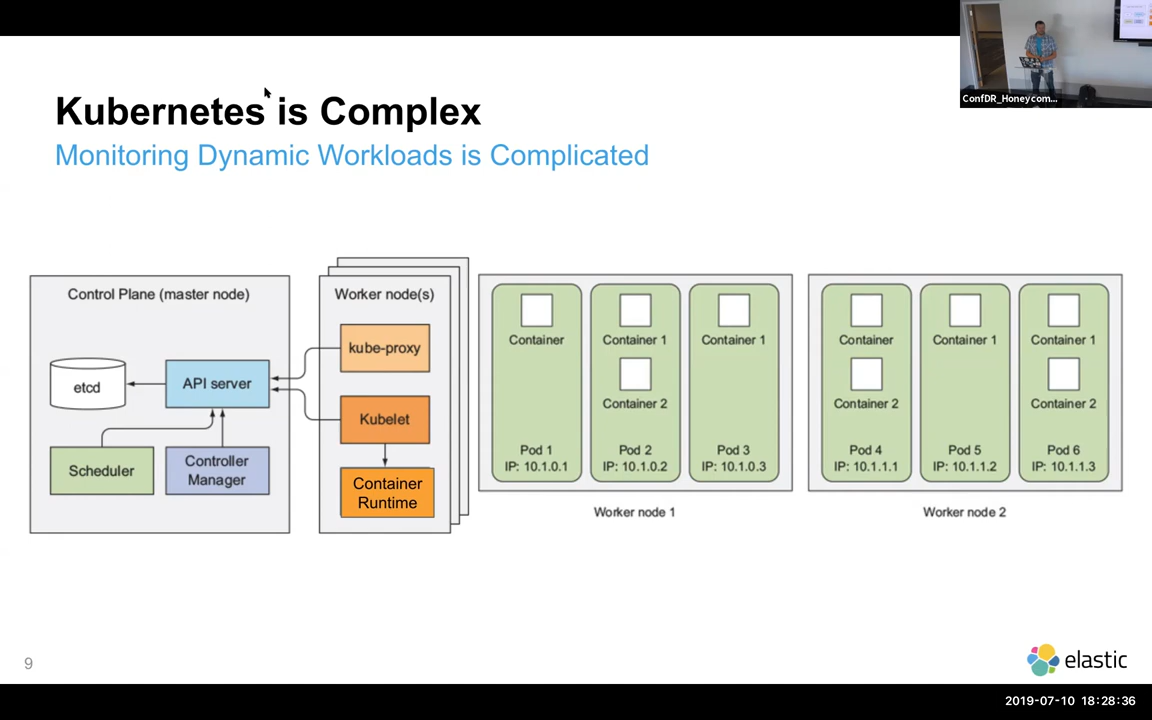 ConfDR_Honeycom...
Kubernetes is Complex
Monitoring Dynamic Workloads is Complicated
Control Plane (master node)
etcd
API server
Scheduler
Controller
Manager
Worker node(s)
kube-proxy
Kubelet
Container
Runtime
Container
Pod 1
IP: 10.1.0.1
Container 1
Container 2
Pod 2
IP: 10.1.0.2
Container 1
Pod 3
IP: 10.1.0.3
Worker node 1
Container
Container 2
Pod 4
IP: 10.1.1.1
Container 1
Pod 5
IP: 10.1.1.2
Container 1
Container 2
Pod 6
IP: 10.1.1.3
Worker node 2
9
elastic
2019-07-10 18:28:36